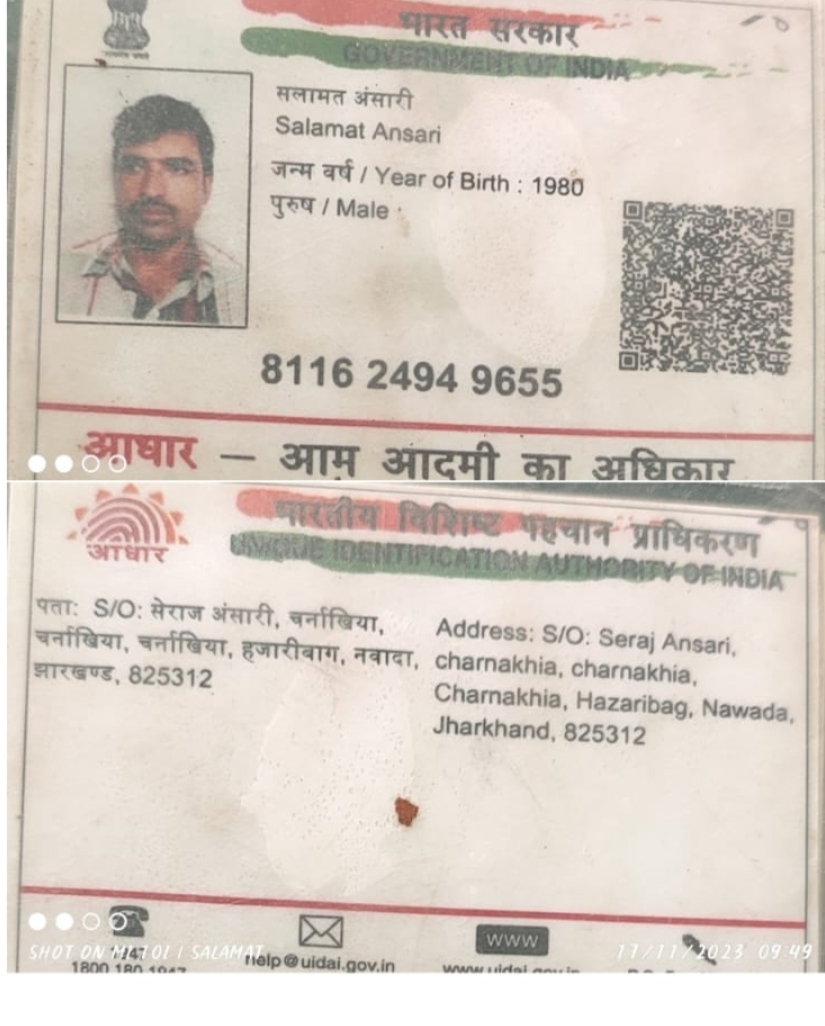 भारत सरकार
GOVERNMENT OF INDIA
सलामत अंसारी
Salamat Ansari
जन्म वर्ष / Year of Birth : 1980
पुरुष / Male
8116 2494 9655
आधार – आम आदमी का अधिकार
भारतीय विशिष्ट पहचान प्राधिकरण
आधार
UNIQUE IDENTIFICATION AUTHORITY OF INDIA
पता: S/O: सेराज अंसारी, चर्नाखिया,
चर्नाखिया, चर्नाखिया, हजारीबाग, नवादा,
झारखण्ड, 825312
Address: S/O: Seraj Ansari,
charnakhia, charnakhia,
Charnakhia, Hazaribag, Nawada,
Jharkhand, 825312
WWW
SHOT ON MI TOI | SALAMAT
17/11/2023 09:49
1800 180 1947
help@uidai.gov.in
www.uidai.gov.in